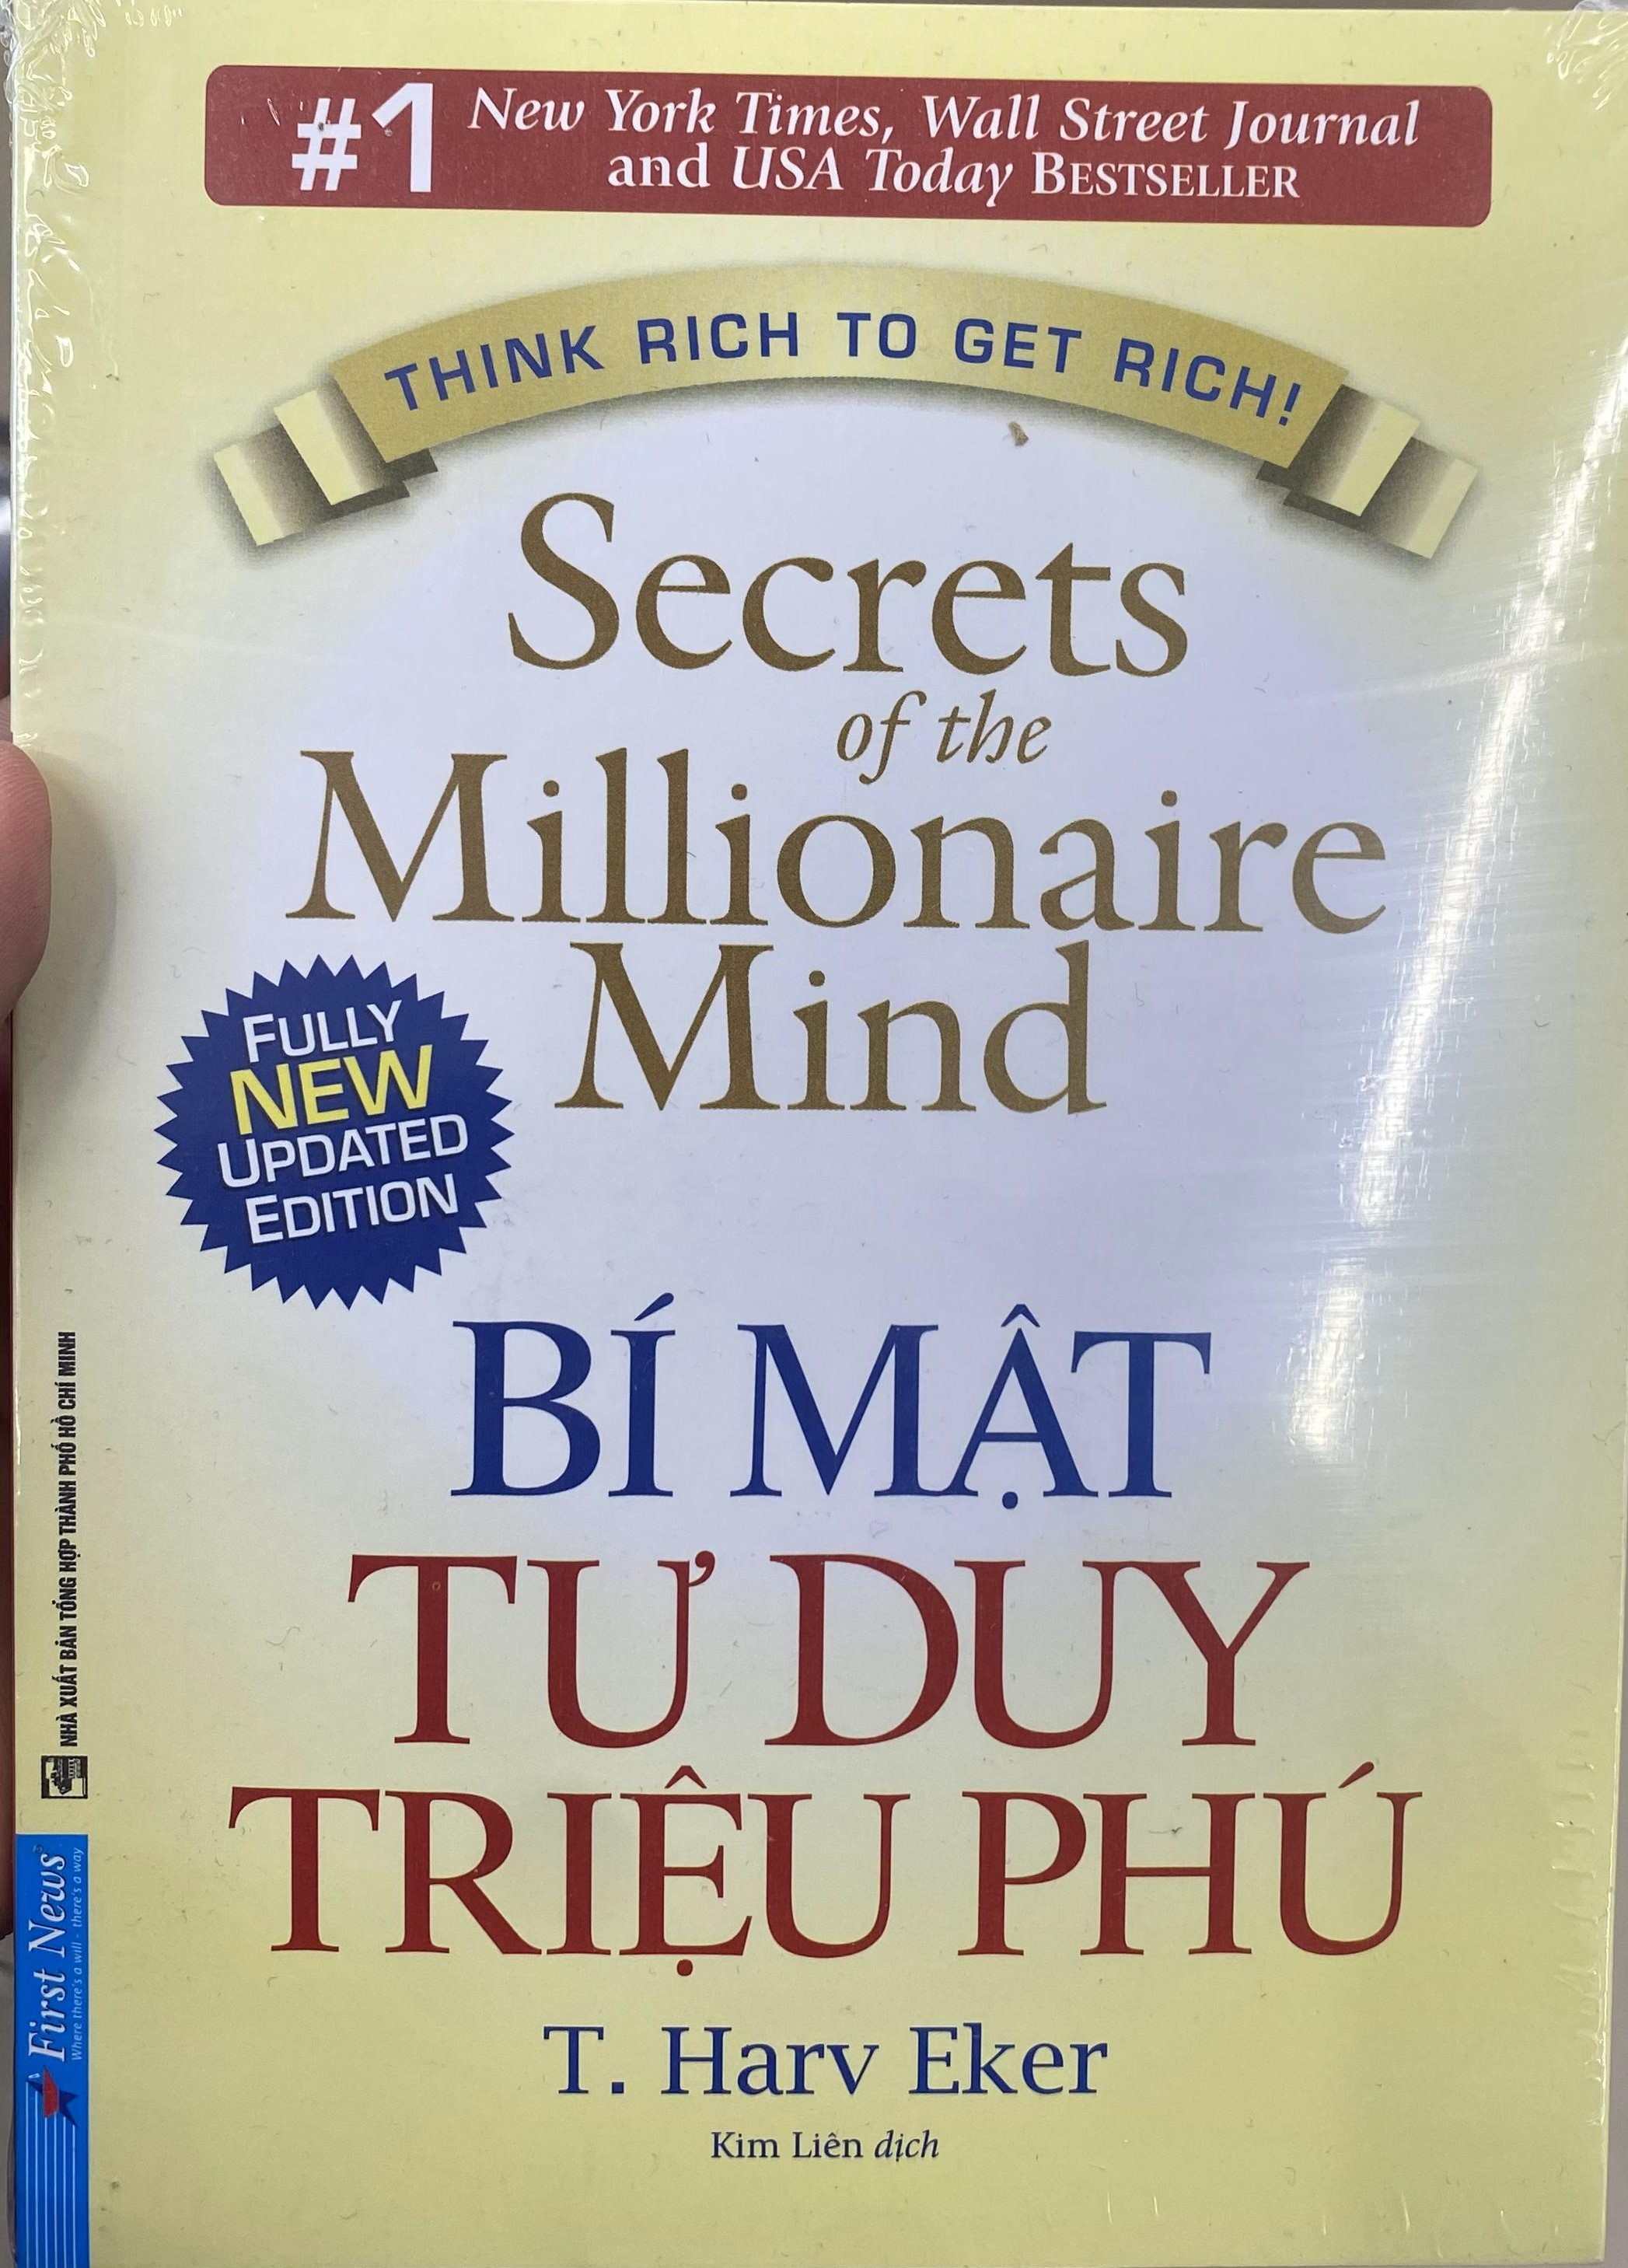 #1 New York Times, Wall Street Journal
and USA Today BESTSELLER
THINK RICH TO GET RICH!
Secrets
of the
Millionaire
Mind
FULLY
NEW
UPDATED
EDITION
BÍ MẬT
TƯ DUY
TRIỆU PHÚ
T. Harv Eker
Kim Liên dịch
NHÀ XUẤT BẢN TỔNG HỢP THÀNH PHỐ HỒ CHÍ MINH
First News
Where there's a will - there's a way